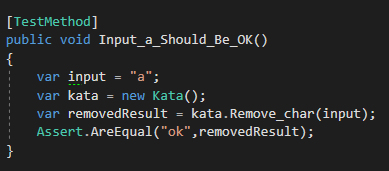 [TestMethod]
public void Input_a_Should_Be_OK()
{
var input = "a";
var kata = new Kata();
var removedResult = kata.Remove_char(input);
Assert.AreEqual("ok",removedResult);
}